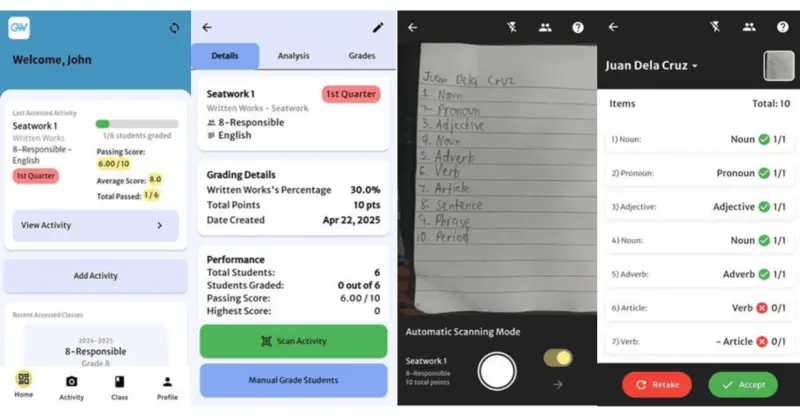 GW
Welcome, John
Last Accessed Activity
Seatwork 1
Written Works
8-Responsible -
English
1st Quarter
1/6 students graded
Passing Score:
6.00 / 10
Average Score: 8.0
Total Passed: 1/6
View Activity
Add Activity
Recent Accessed Classes
2024-2025
8-Responsible
Grade 8
Home
Activity
Class
Profile
Details Analysis Grades
Seatwork 1 1st Quarter
Written Works - Seatwork
8-Responsible
English
Grading Details
Written Works's Percentage 30.0%
Total Points 10 pts
Date Created Apr 22, 2025
Performance
Total Students: 6
Students Graded: 0 out of 6
Passing Score: 6.00 / 10
Highest Score: 0
Scan Activity
Manual Grade Students
Juan Dela Cruz
1. Noun
2. Pronoun
3. Adjective
4. Noun
5. Adverb
6. Verb
7. Article
8. Sentence
9. Phrase
10. Period
Automatic Scanning Mode
Seatwork 1
8-Responsible
10 total points
Juan Dela Cruz
Items Total: 10
1) Noun: Noun 1/1
2) Pronoun: Pronoun 1/1
3) Adjective: Adjective 1/1
4) Noun: Noun 1/1
5) Adverb: Adverb 1/1
6) Article: Verb 0/1
7) Verb: - Article 0/1
Retake
Accept